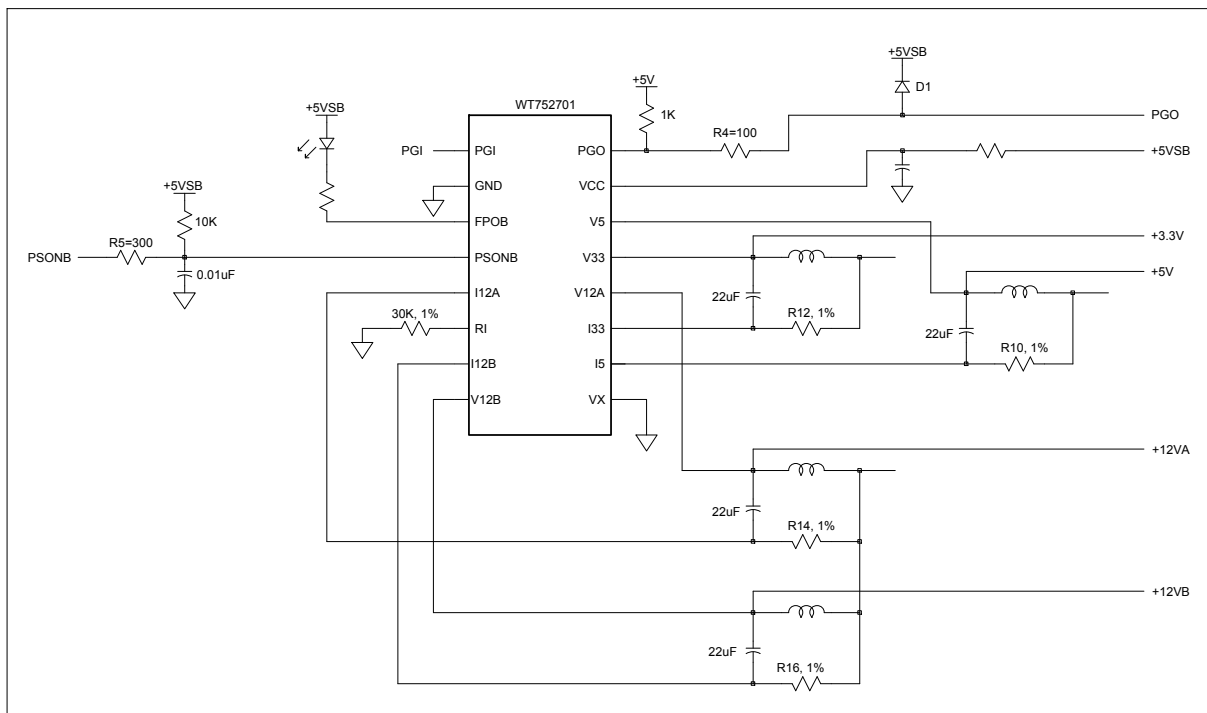 +5VSB
D1
+5V
WT752701
1K
+5VSB
PGO
R4=100
PGI
PGI
PGO
+5VSB
GND
VCC
+5VSB
10K
FPOB
V5
+3.3V
R5=300
PSONB
PSONB
V33
+5V
0.01uF
I12A
V12A
22uF
30K, 1%
RI
I33
R12, 1%
22uF
R10, 1%
I12B
I5
V12B
VX
+12VA
22uF
R14, 1%
+12VB
22uF
R16, 1%